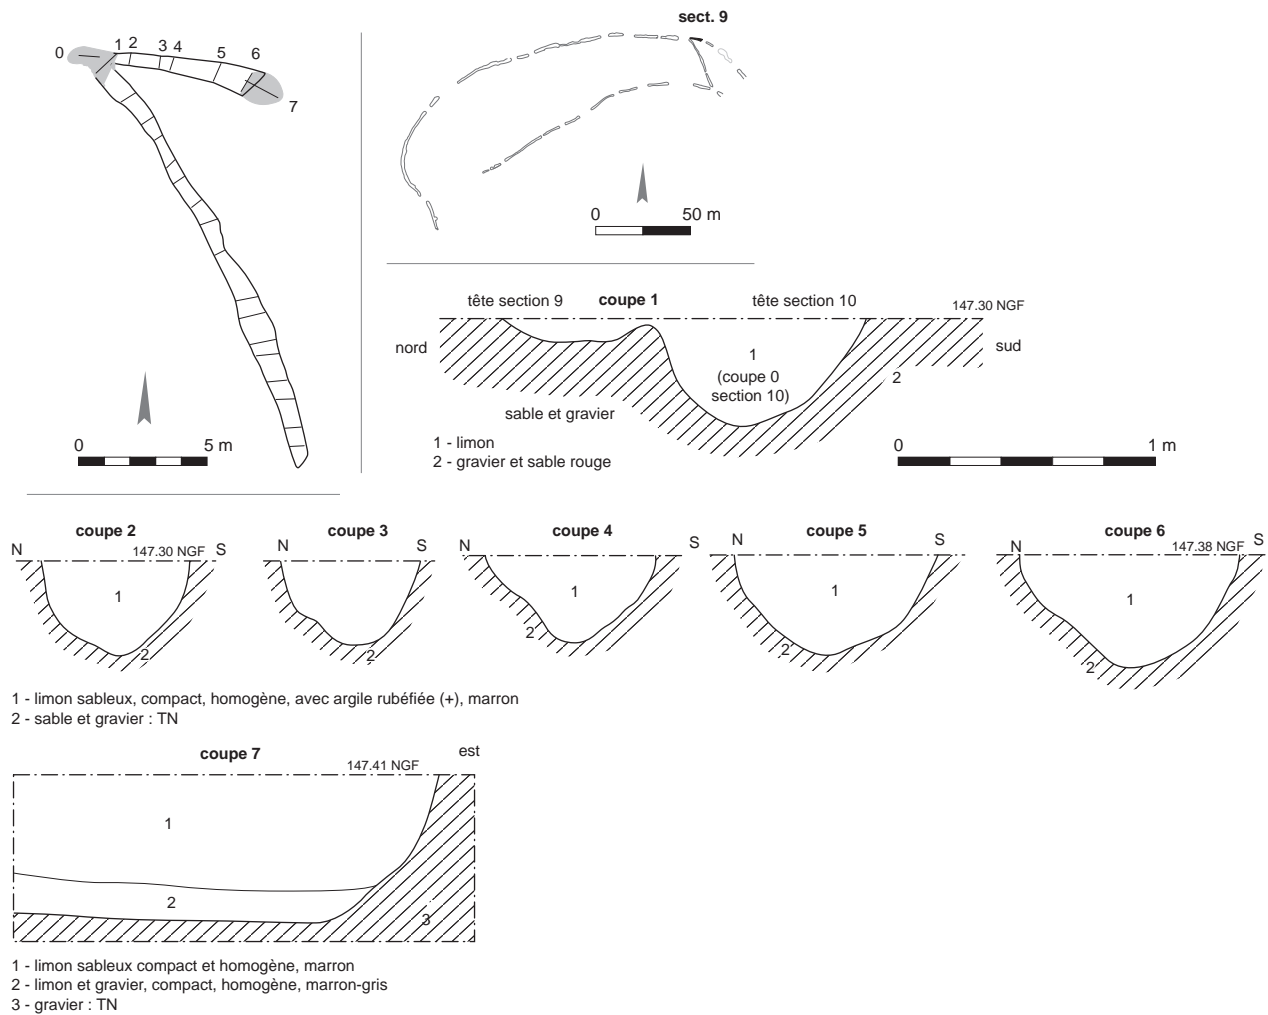 0
1 2
3 4
5
6
7
0 5 m
sect. 9
0 50 m
tête section 9
coupe 1
tête section 10
147.30 NGF
nord
sud
1
(coupe 0
section 10)
2
sable et gravier
1 - limon
2 - gravier et sable rouge
0 1 m
coupe 2
N
147.30 NGF
S
1
2
coupe 3
N
S
2
coupe 4
N
S
1
2
coupe 5
N
S
1
2
coupe 6
N
147.38 NGF
S
1
2
1 - limon sableux, compact, homogène, avec argile rubéfiée (+), marron
2 - sable et gravier : TN
coupe 7
est
147.41 NGF
1
2
3
1 - limon sableux compact et homogène, marron
2 - limon et gravier, compact, homogène, marron-gris
3 - gravier : TN